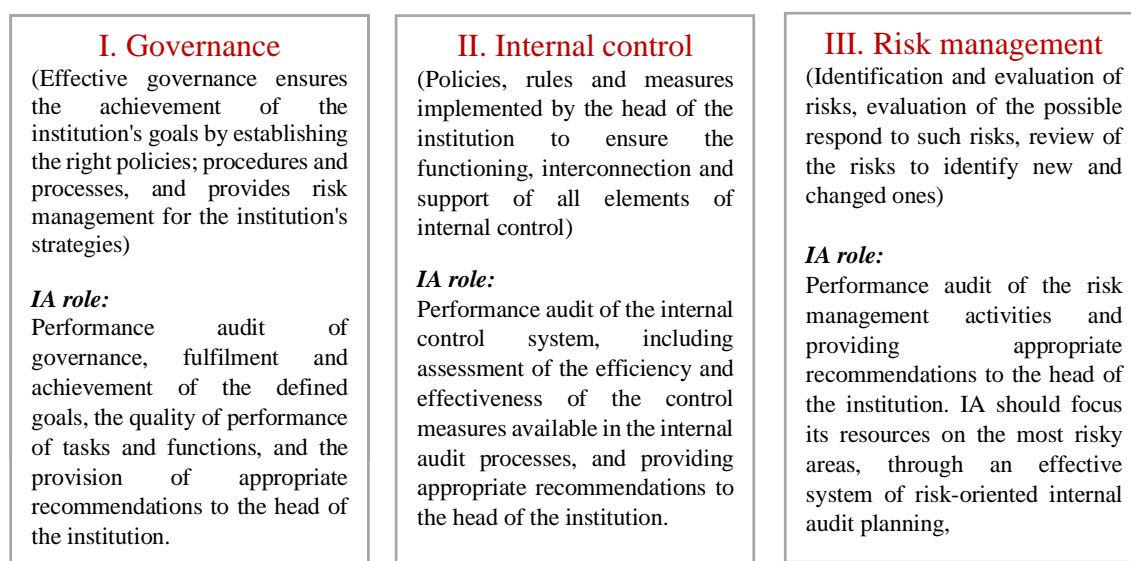 I. Governance
(Effective governance ensures
the achievement of the
institution's goals by establishing
the right policies; procedures and
processes, and provides risk
management for the institution's
strategies)
IA role:
Performance audit of
governance, fulfilment and
achievement of the defined
goals, the quality of performance
of tasks and functions, and the
provision of appropriate
recommendations to the head of
the institution.
II. Internal control
(Policies, rules and measures
implemented by the head of the
institution to ensure the
functioning, interconnection and
support of all elements of
internal control)
IA role:
Performance audit of the internal
control system, including
assessment of the efficiency and
effectiveness of the control
measures available in the internal
audit processes, and providing
appropriate recommendations to
the head of the institution.
III. Risk management
(Identification and evaluation of
risks, evaluation of the possible
respond to such risks, review of
the risks to identify new and
changed ones)
IA role:
Performance audit of the risk
management activities and
providing appropriate
recommendations to the head of
the institution. IA should focus
its resources on the most risky
areas, through an effective
system of risk-oriented internal
audit planning,